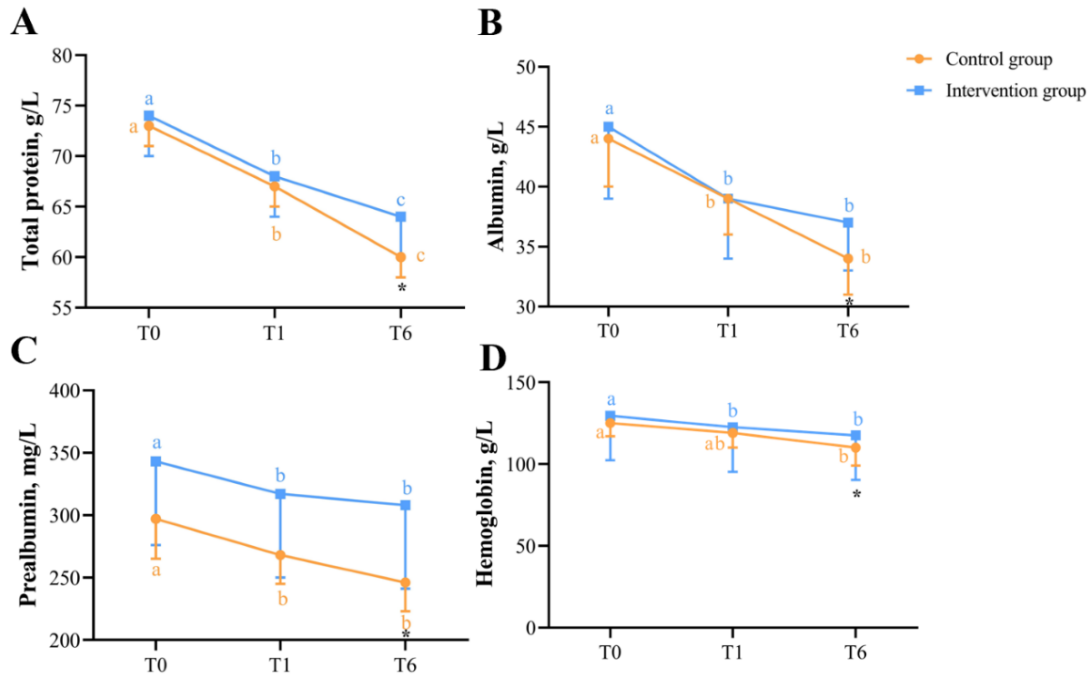 A
B
Control group
Intervention group
Total protein, g/L
80
75
70
65
60
55
a
a
b
b
c
c
*
T0
T1
T6
Albumin, g/L
50
45
40
35
30
a
a
b
b
b
b
*
T0
T1
T6
C
D
Prealbumin, mg/L
400
350
300
250
200
a
a
b
b
b
b
*
T0
T1
T6
Hemoglobin, g/L
150
100
50
0
a
a
b
ab
b
b
*
T0
T1
T6